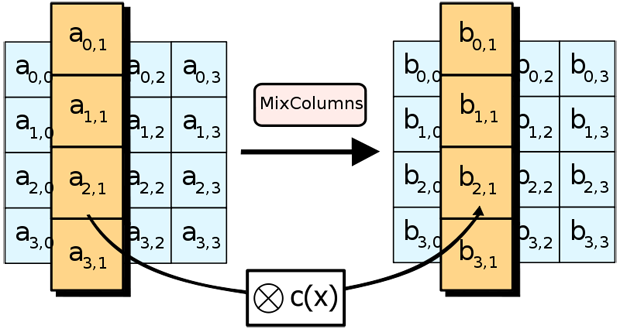 a0,0 a0,1 a0,2 a0,3
a1,0 a1,1 a1,2 a1,3
a2,0 a2,1 a2,2 a2,3
a3,0 a3,1 a3,2 a3,3
MixColumns
b0,0 b0,1 b0,2 b0,3
b1,0 b1,1 b1,2 b1,3
b2,0 b2,1 b2,2 b2,3
b3,0 b3,1 b3,2 b3,3
⊗ c(x)